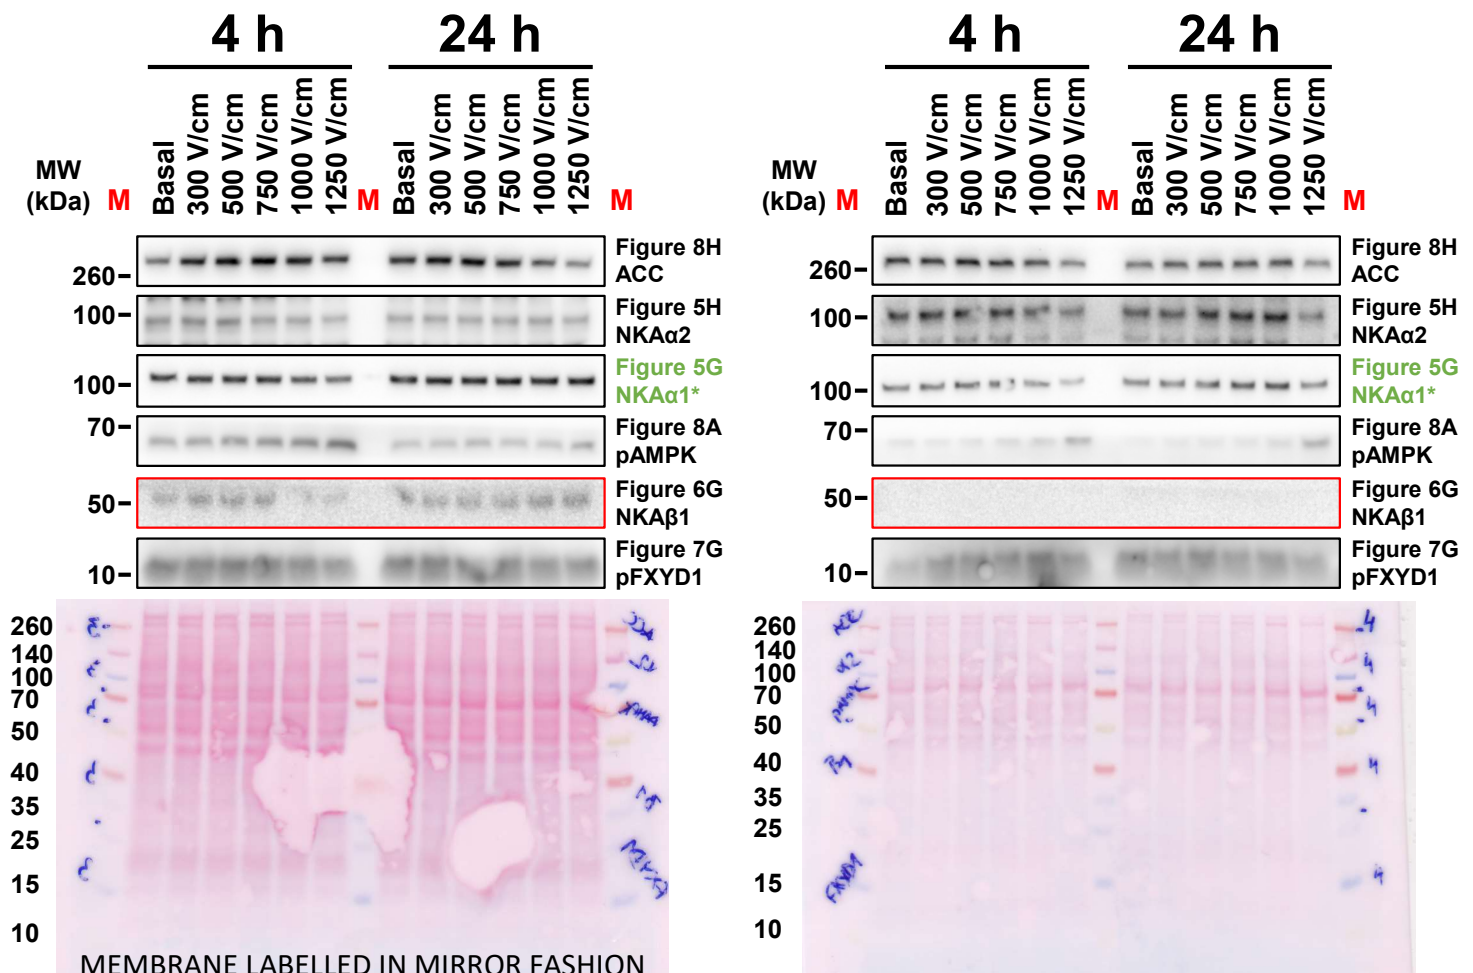 4 h 24 h
MW
(kDa) M Basal 300 V/cm 500 V/cm 750 V/cm 1000 V/cm 1250 V/cm M Basal 300 V/cm 500 V/cm 750 V/cm 1000 V/cm 1250 V/cm M
260 Figure 8H
ACC
100 Figure 5H
NKAα2
100 Figure 5G
NKAα1*
70 Figure 8A
pAMPK
50 Figure 6G
NKAβ1
10 Figure 7G
pFXYD1
260
140
100
70
50
40
35
25
15
10
MEMBRANE LABELLED IN MIRROR FASHION
4 h 24 h
MW
(kDa) M Basal 300 V/cm 500 V/cm 750 V/cm 1000 V/cm 1250 V/cm M Basal 300 V/cm 500 V/cm 750 V/cm 1000 V/cm 1250 V/cm M
260 Figure 8H
ACC
100 Figure 5H
NKAα2
100 Figure 5G
NKAα1*
70 Figure 8A
pAMPK
50 Figure 6G
NKAβ1
10 Figure 7G
pFXYD1
260
140
100
70
50
40
35
25
15
10
4
4
4
4
4